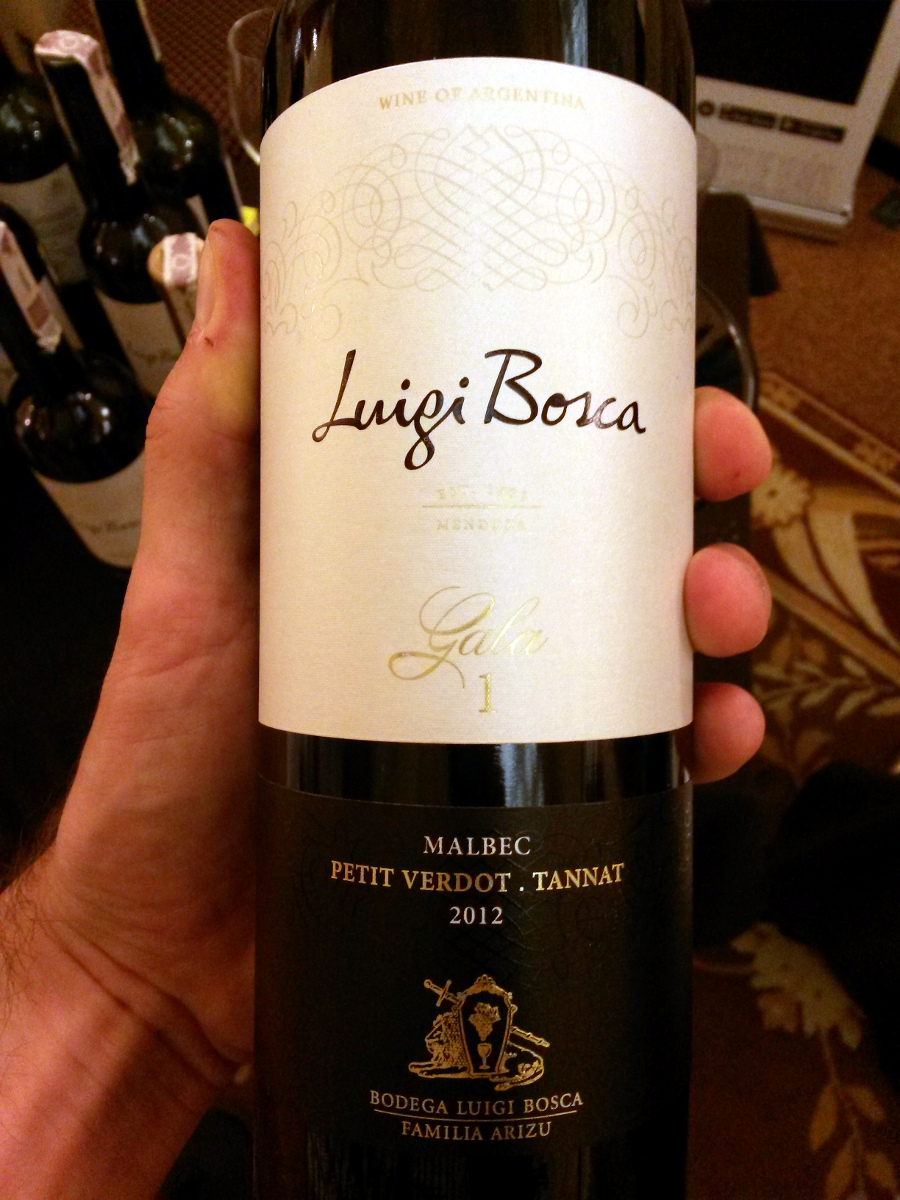 WINE OF ARGENTINA
Luigi Bosca
MENDOZA
Gala
1
MALBEC
PETIT VERDOT . TANNAT
2012
BODEGA LUIGI BOSCA
FAMILIA ARIZU